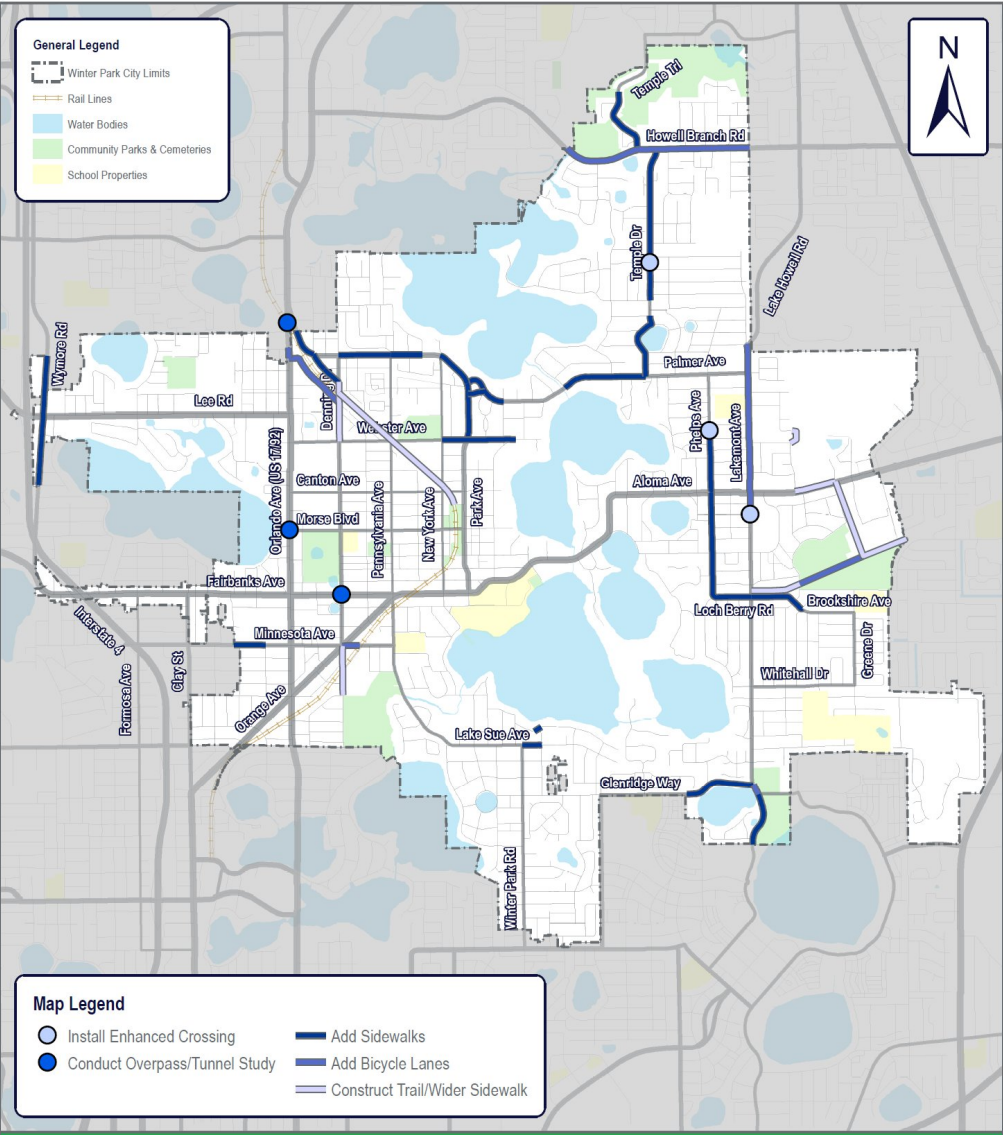 General Legend
Winter Park City Limits
Rail Lines
Water Bodies
Community Parks & Cemeteries
School Properties
N
Temple Trl
Howell Branch Rd
Temple Dr
Lake Howell Rd
Wymore Rd
Palmer Ave
Lee Rd
Webster Ave
Phelps Ave
Lakemont Ave
Orlando Ave (US 17/92)
Canton Ave
Aloma Ave
Pennsylvania Ave
New York Ave
Park Ave
Morse Blvd
Fairbanks Ave
Loch Berry Rd
Brookshire Ave
Interstate 4
Minnesota Ave
Clay St
Formosa Ave
Greene Dr
Whitehall Dr
Orange Ave
Lake Sue Ave
Glenridge Way
Winter Park Rd
Map Legend
Install Enhanced Crossing
Add Sidewalks
Conduct Overpass/Tunnel Study
Add Bicycle Lanes
Construct Trail/Wider Sidewalk